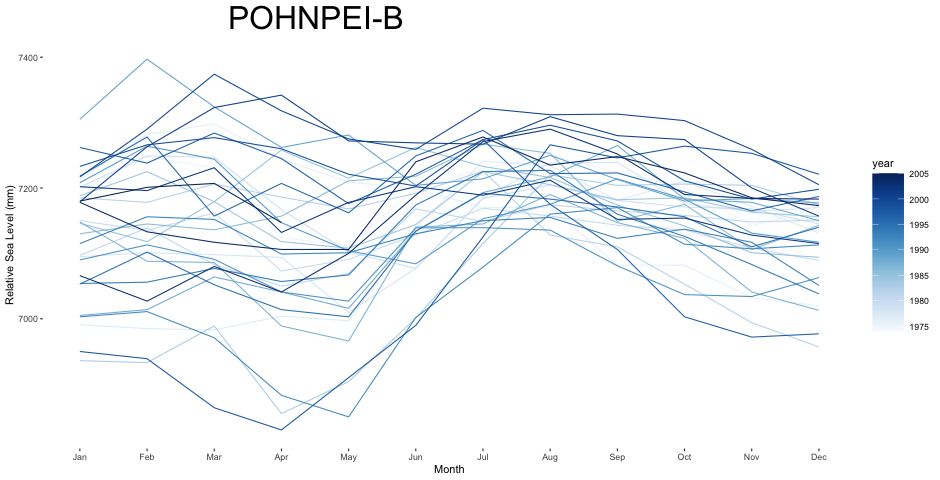 POHNPEI-B
7400
7200
7000
Relative Sea Level (mm)
Jan Feb Mar Apr May Jun Jul Aug Sep Oct Nov Dec
Month
year
2005
2000
1995
1990
1985
1980
1975